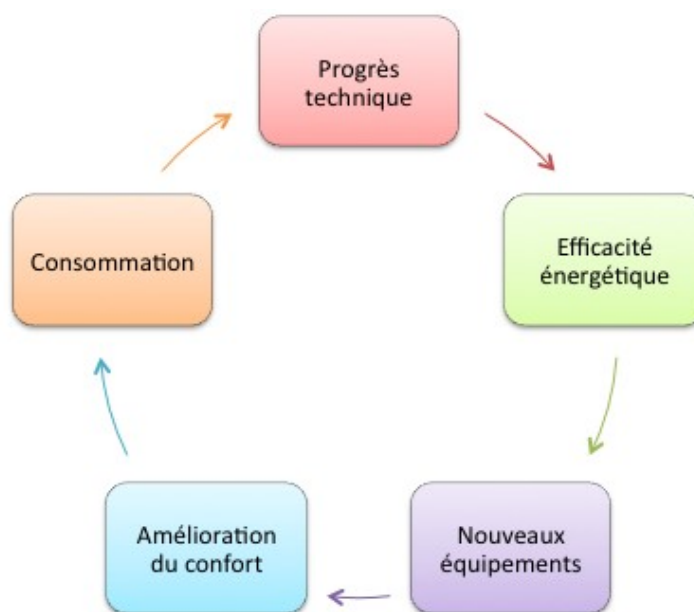 Progrès
technique
Efficacité
énergétique
Nouveaux
équipements
Amélioration
du confort
Consommation